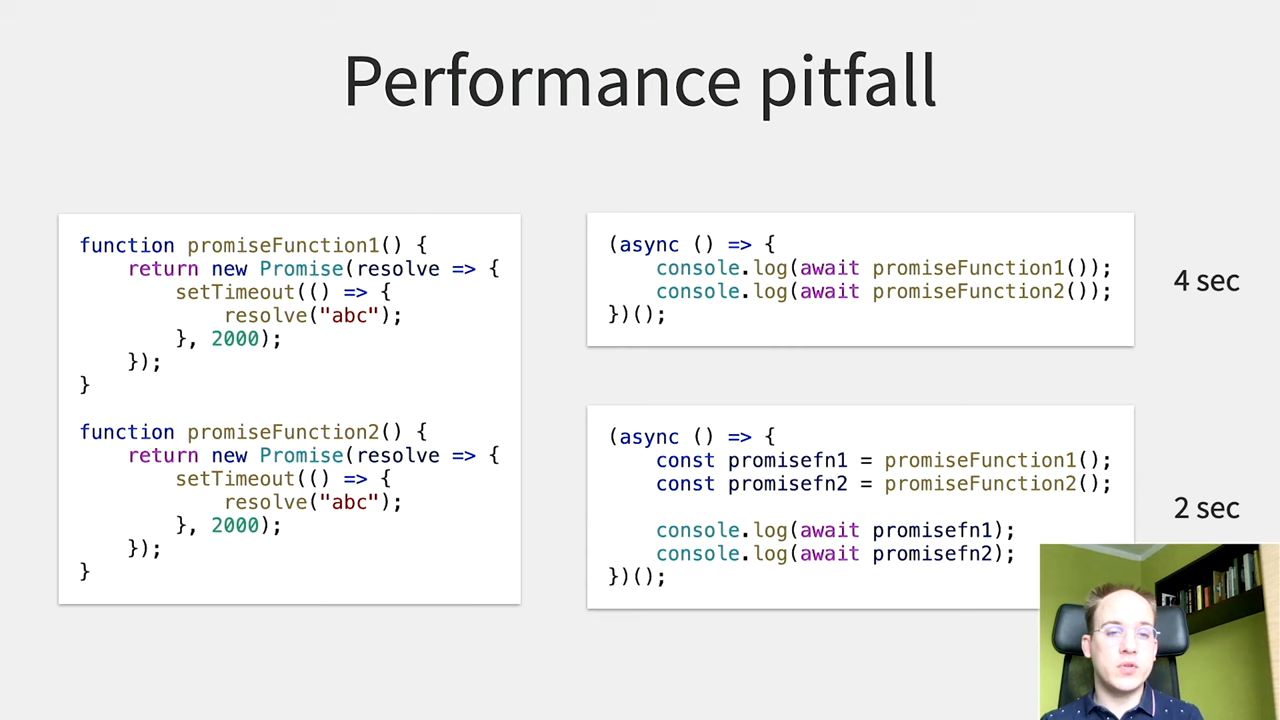 Performance pitfall
function promiseFunction1() {
    return new Promise(resolve => {
        setTimeout(() => {
            resolve("abc");
        }, 2000);
    });
}
function promiseFunction2() {
    return new Promise(resolve => {
        setTimeout(() => {
            resolve("abc");
        }, 2000);
    });
}
(async () => {
    console.log(await promiseFunction1());
    console.log(await promiseFunction2());
})();
4 sec
(async () => {
    const promisefn1 = promiseFunction1();
    const promisefn2 = promiseFunction2();
    console.log(await promisefn1);
    console.log(await promisefn2);
})();
2 sec